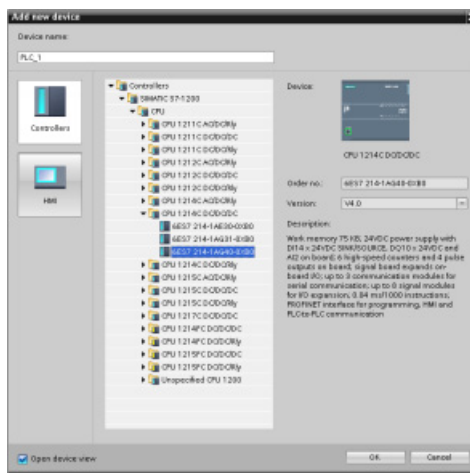 Add new device
Device name:
PLC_1
Controllers
HMI
Controllers
SIMATIC S7-1200
CPU
CPU 1211C AC/DC/Rly
CPU 1211C DC/DC/DC
CPU 1211C DC/DC/Rly
CPU 1212C AC/DC/Rly
CPU 1212C DC/DC/DC
CPU 1212C DC/DC/Rly
CPU 1214C AC/DC/Rly
CPU 1214C DC/DC/DC
6ES7 214-1AE30-0XB0
6ES7 214-1AG31-0XB0
6ES7 214-1AG40-0XB0
CPU 1214C DC/DC/Rly
CPU 1215C AC/DC/Rly
CPU 1215C DC/DC/DC
CPU 1215C DC/DC/Rly
CPU 1217C DC/DC/DC
CPU 1214FC DC/DC/DC
CPU 1214FC DC/DC/Rly
CPU 1215FC DC/DC/DC
CPU 1215FC DC/DC/Rly
Unspecified CPU 1200
Device:
CPU 1214C DC/DC/DC
Order no.:
6ES7 214-1AG40-0XB0
Version:
V4.0
Description:
Work memory 75 KB; 24VDC power supply with
DI14 x 24VDC SINK/SOURCE, DQ10 x 24VDC and
AI2 on board; 6 high-speed counters and 4 pulse
outputs on board; signal board expands on-
board I/O; up to 3 communication modules for
serial communication; up to 8 signal modules
for I/O expansion; 0.04 ms/1000 instructions;
PROFINET interface for programming, HMI and
PLC-to-PLC communication
Open device view
OK
Cancel